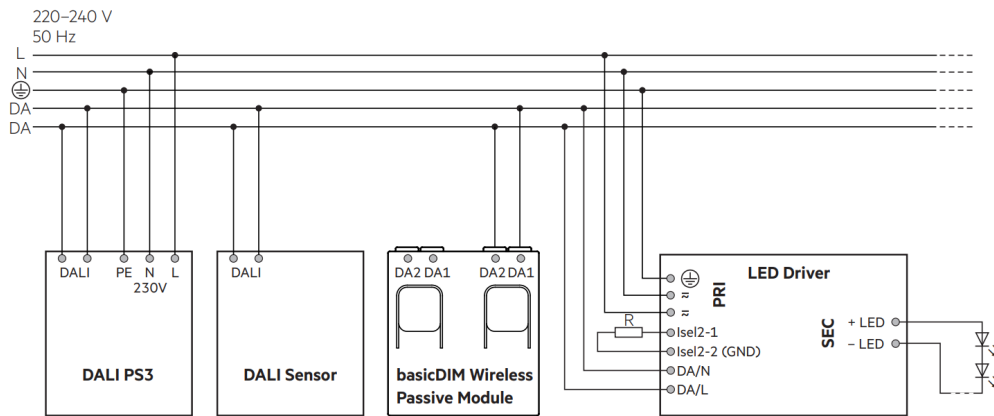 220–240 V
50 Hz
L
N
DA
DA
DALI PE N L
230V
DALI PS3
DALI
DALI Sensor
DA2 DA1 DA2 DA1
basicDIM Wireless
Passive Module
LED Driver
PRI
≂
≂
R
Isel2-1
Isel2-2 (GND)
DA/N
DA/L
SEC
+ LED
– LED